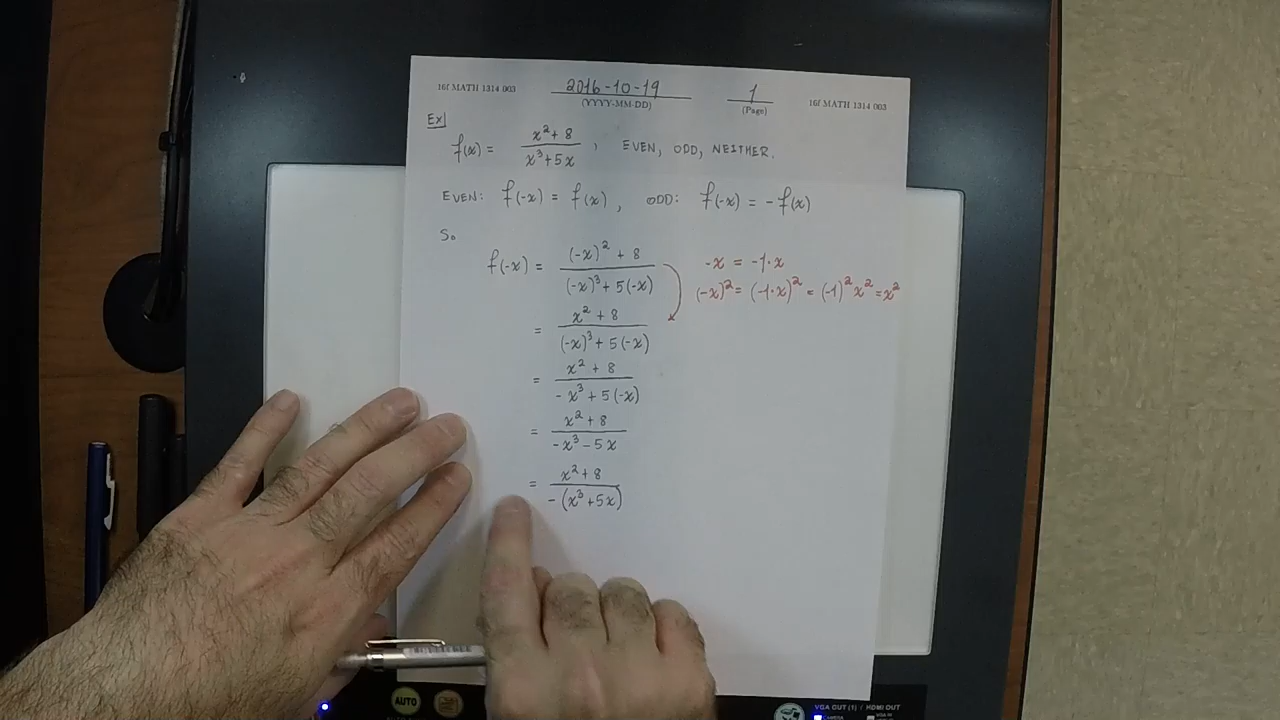 16f MATH 1314 003 2016-10-19 1 16f MATH 1314 003
(YYYY-MM-DD) (Page)
Ex
f(x) = (x² + 8)/(x³ + 5x), EVEN, ODD, NEITHER.
EVEN: f(-x) = f(x), ODD: f(-x) = -f(x)
So
f(-x) = ((-x)² + 8)/((-x)³ + 5(-x))
-x = -1·x
(-x)² = (-1·x)² = (-1)² x² = x²
= (x² + 8)/((-x)³ + 5(-x))
= (x² + 8)/(-x³ + 5(-x))
= (x² + 8)/(-x³ - 5x)
= (x² + 8)/(-(x³ + 5x))
AUTO
VGA OUT (1) / HDMI OUT
CAMERA